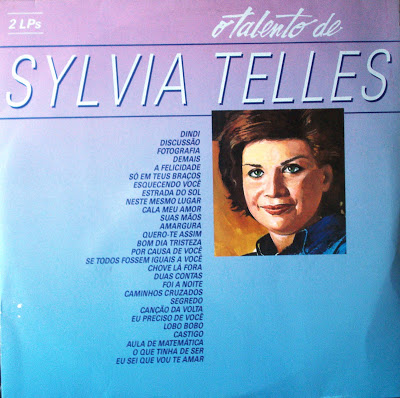 2 LPs
o talento de
SYLVIA TELLES
DINDI
DISCUSSÃO
FOTOGRAFIA
DEMAIS
A FELICIDADE
SÓ EM TEUS BRAÇOS
ESQUECENDO VOCÊ
ESTRADA DO SOL
NESTE MESMO LUGAR
CALA MEU AMOR
SUAS MÃOS
AMARGURA
QUERO-TE ASSIM
BOM DIA TRISTEZA
POR CAUSA DE VOCÊ
SE TODOS FOSSEM IGUAIS A VOCÊ
CHOVE LÁ FORA
DUAS CONTAS
FOI A NOITE
CAMINHOS CRUZADOS
SEGREDO
CANÇÃO DA VOLTA
EU PRECISO DE VOCÊ
LOBO BOBO
CASTIGO
AULA DE MATEMÁTICA
O QUE TINHA DE SER
EU SEI QUE VOU TE AMAR